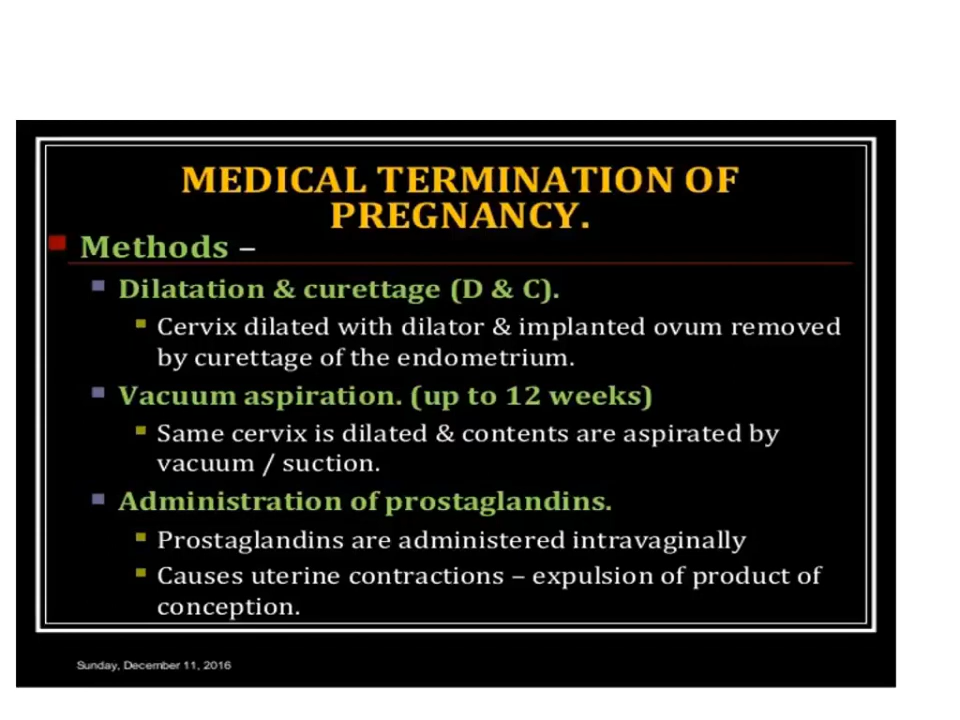 MEDICAL TERMINATION OF
PREGNANCY.
Methods –
Dilatation & curettage (D & C).
Cervix dilated with dilator & implanted ovum removed
by curettage of the endometrium.
Vacuum aspiration. (up to 12 weeks)
Same cervix is dilated & contents are aspirated by
vacuum / suction.
Administration of prostaglandins.
Prostaglandins are administered intravaginally
Causes uterine contractions – expulsion of product of
conception.
Sunday, December 11, 2016